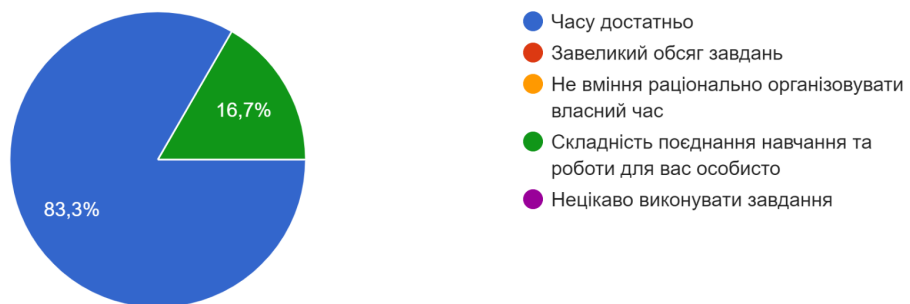 Часу достатньо
Завеликий обсяг завдань
Не вміння раціонально організовувати
власний час
Складність поєднання навчання та
роботи для вас особисто
Нецікаво виконувати завдання
16,7%
83,3%